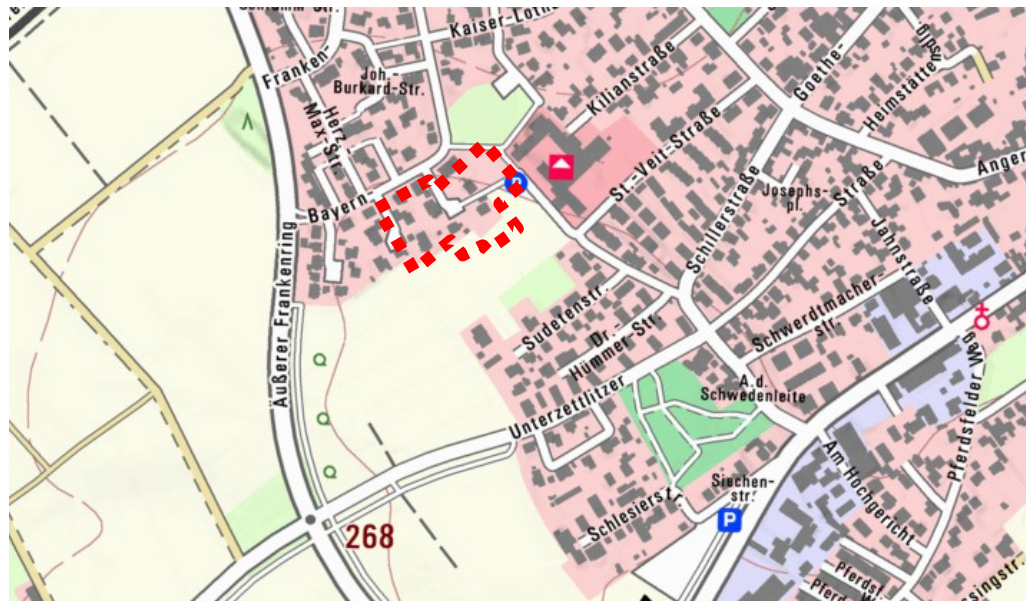 Kaiser-Lothe
Franken-
Joh.-
Burkard-Str.
Herz
Max Str.
Kilianstraße
Goethe-
Heimstätten
St.-Veit-Straße
Anger
Bayern
Josephs-
pl.
Straße
Schillerstraße
Jahnstraße
Äußerer Frankenring
Sudetenstr.
Dr.-
Hümmer Str.
Schwerdtmacher-
str.
A.d.
Schwedenleite
Unterzettlitzer
Pferdsfelder Weg
Am Hochgericht
Siechen-
str.
P
Schlesierstr.
268
Pferdsf.
Pferdsf.
ssingstr.